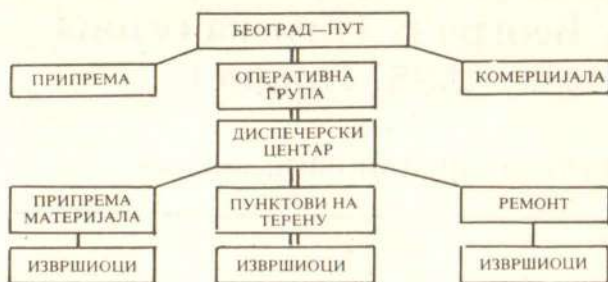 БЕОГРАД—ПУТ
ПРИПРЕМА
ОПЕРАТИВНА
ГРУПА
КОМЕРЦИЈАЛА
ДИСПЕЧЕРСКИ
ЦЕНТАР
ПРИПРЕМА
МАТЕРИЈАЛА
ПУНКТОВИ НА
ТЕРЕНУ
РЕМОНТ
ИЗВРШИОЦИ
ИЗВРШИОЦИ
ИЗВРШИОЦИ